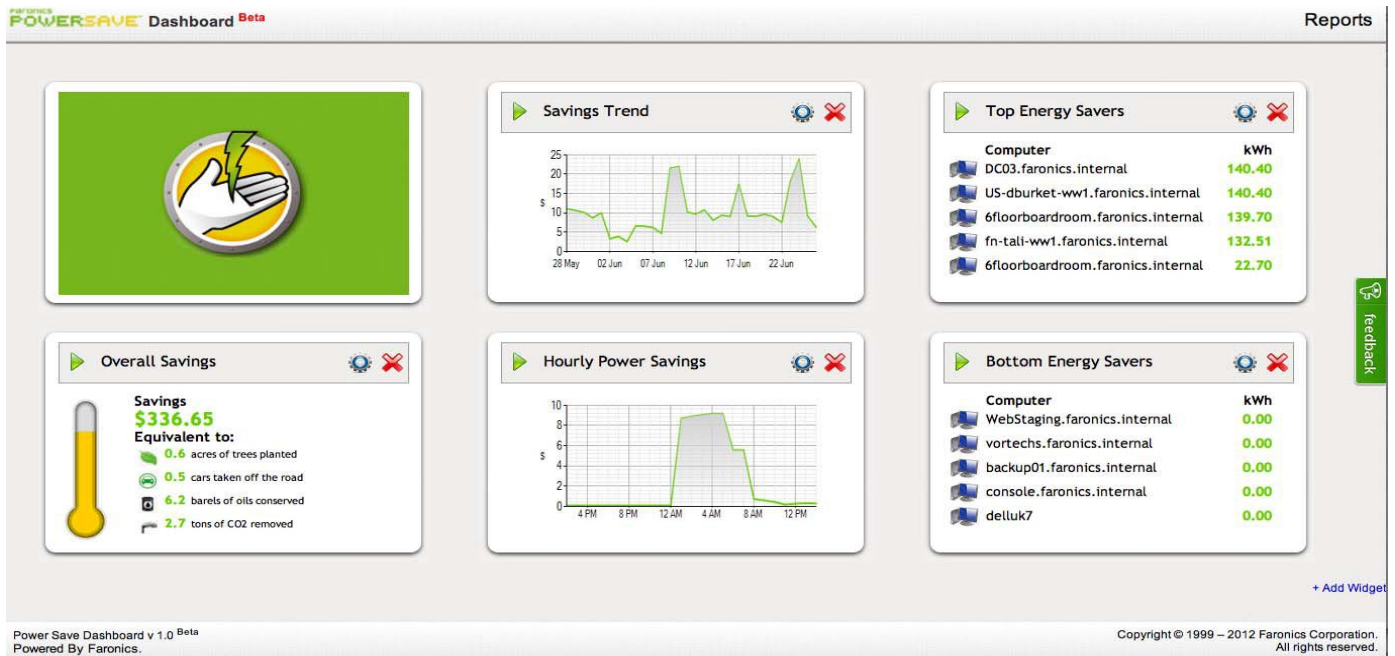 FARONICS
POWERSAVE Dashboard Beta
Reports
Savings Trend
25
20
15
10
5
0
$
28 May 02 Jun 07 Jun 12 Jun 17 Jun 22 Jun
Top Energy Savers
Computer kWh
DC03.faronics.internal 140.40
US-dburket-ww1.faronics.internal 140.40
6floorboardroom.faronics.internal 139.70
fn-tali-ww1.faronics.internal 132.51
6floorboardroom.faronics.internal 22.70
feedback
Overall Savings
Savings
$336.65
Equivalent to:
0.6 acres of trees planted
0.5 cars taken off the road
6.2 barels of oils conserved
2.7 tons of CO2 removed
Hourly Power Savings
10
8
6
4
2
0
$
4 PM 8 PM 12 AM 4 AM 8 AM 12 PM
Bottom Energy Savers
Computer kWh
WebStaging.faronics.internal 0.00
vortechs.faronics.internal 0.00
backup01.faronics.internal 0.00
console.faronics.internal 0.00
delluk7 0.00
+ Add Widget
Power Save Dashboard v 1.0 Beta
Powered By Faronics.
Copyright © 1999 – 2012 Faronics Corporation.
All rights reserved.